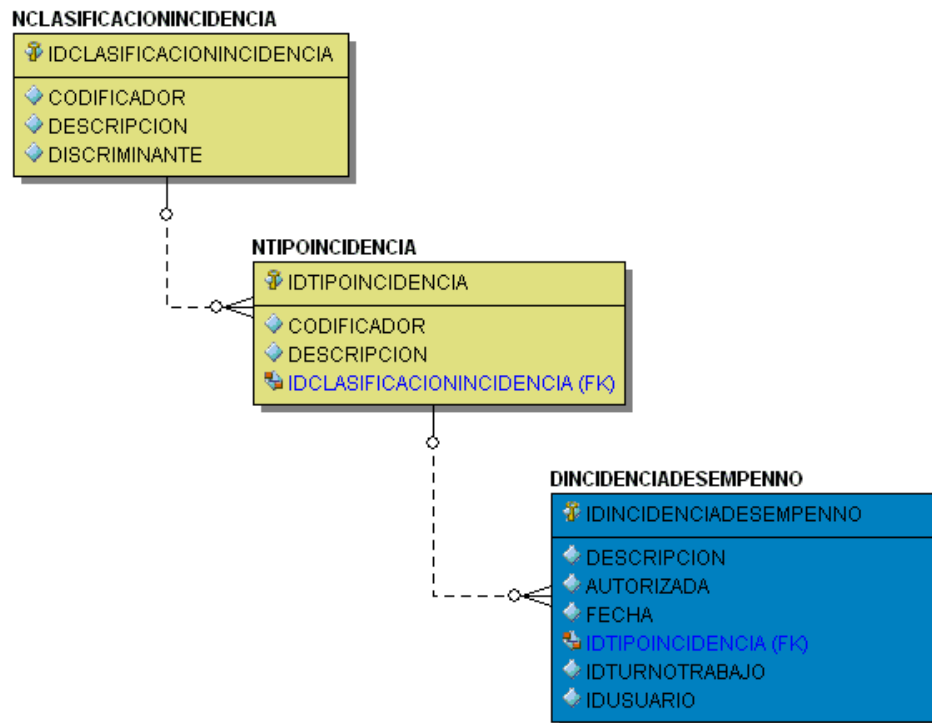 NCLASIFICACIONINCIDENCIA
IDCLASIFICACIONINCIDENCIA
CODIFICADOR
DESCRIPCION
DISCRIMINANTE
NTIPOINCIDENCIA
IDTIPOINCIDENCIA
CODIFICADOR
DESCRIPCION
IDCLASIFICACIONINCIDENCIA (FK)
DINCIDENCIADESEMPENNO
IDINCIDENCIADESEMPENNO
DESCRIPCION
AUTORIZADA
FECHA
IDTIPOINCIDENCIA (FK)
IDTURNOTRABAJO
IDUSUARIO